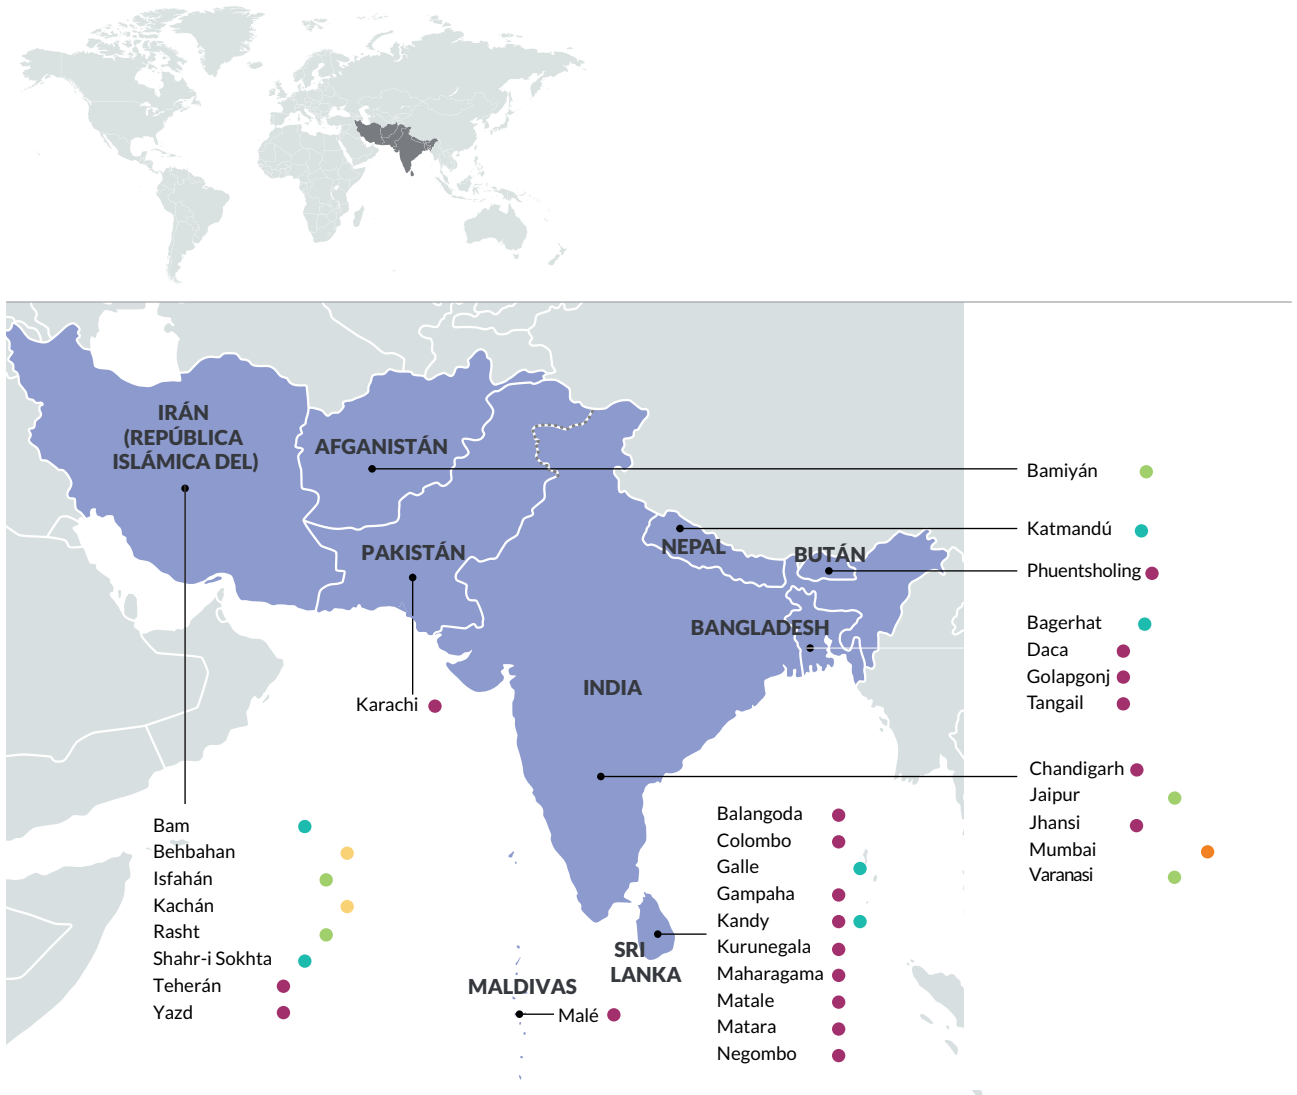 IRÁN
(REPÚBLICA
ISLÁMICA DEL)
AFGANISTÁN
PAKISTÁN
NEPAL
BUTÁN
BANGLADESH
INDIA
SRI
LANKA
MALDIVAS
Bamiyán
Katmandú
Phuentsholing
Bagerhat
Daca
Golapgonj
Tangail
Karachi
Chandigarh
Jaipur
Jhansi
Mumbai
Varanasi
Bam
Behbahan
Isfahán
Kachán
Rasht
Shahr-i Sokhta
Teherán
Yazd
Balangoda
Colombo
Galle
Gampaha
Kandy
Kurunegala
Maharagama
Matale
Matara
Negombo
Malé